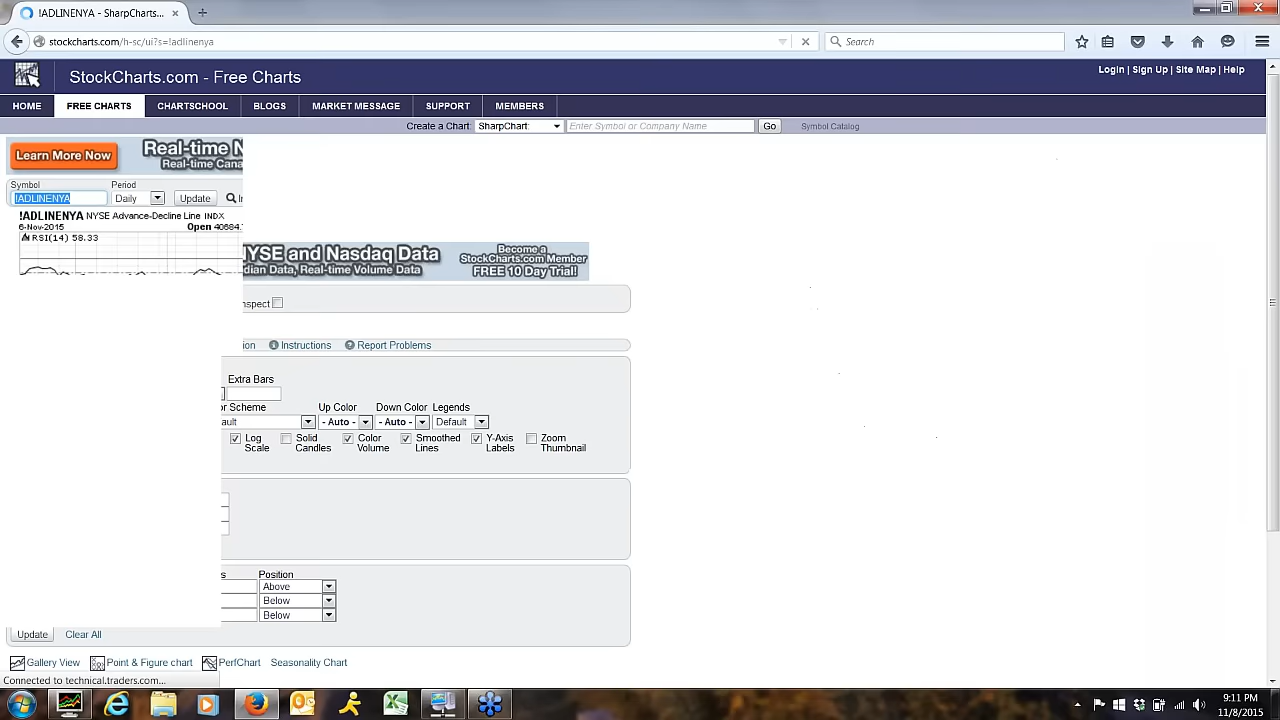 !ADLINENYA - SharpCharts...
stockcharts.com/h-sc/ui?s=!adlinenya
Search
StockCharts.com - Free Charts
Login | Sign Up | Site Map | Help
HOME FREE CHARTS CHARTSCHOOL BLOGS MARKET MESSAGE SUPPORT MEMBERS
Create a Chart: SharpChart: Enter Symbol or Company Name Go Symbol Catalog
Learn More Now
Real-time N
Real-time Cana
Symbol Period
!ADLINENYA Daily Update In
!ADLINENYA NYSE Advance-Decline Line INDX
6-Nov-2015 Open 40684.
RSI(14) 58.33
YSE and Nasdaq Data
dian Data, Real-time Volume Data
Become a
StockCharts.com Member
FREE 10 Day Trial!
nspect
ion Instructions Report Problems
Extra Bars
or Scheme Up Color Down Color Legends
ault - Auto - - Auto - Default
Log Scale Solid Candles Color Volume Smoothed Lines Y-Axis Labels Zoom Thumbnail
s Position
Above
Below
Below
Update Clear All
Gallery View Point & Figure chart PerfChart Seasonality Chart
Connected to technical.traders.com...
9:11 PM
11/8/2015